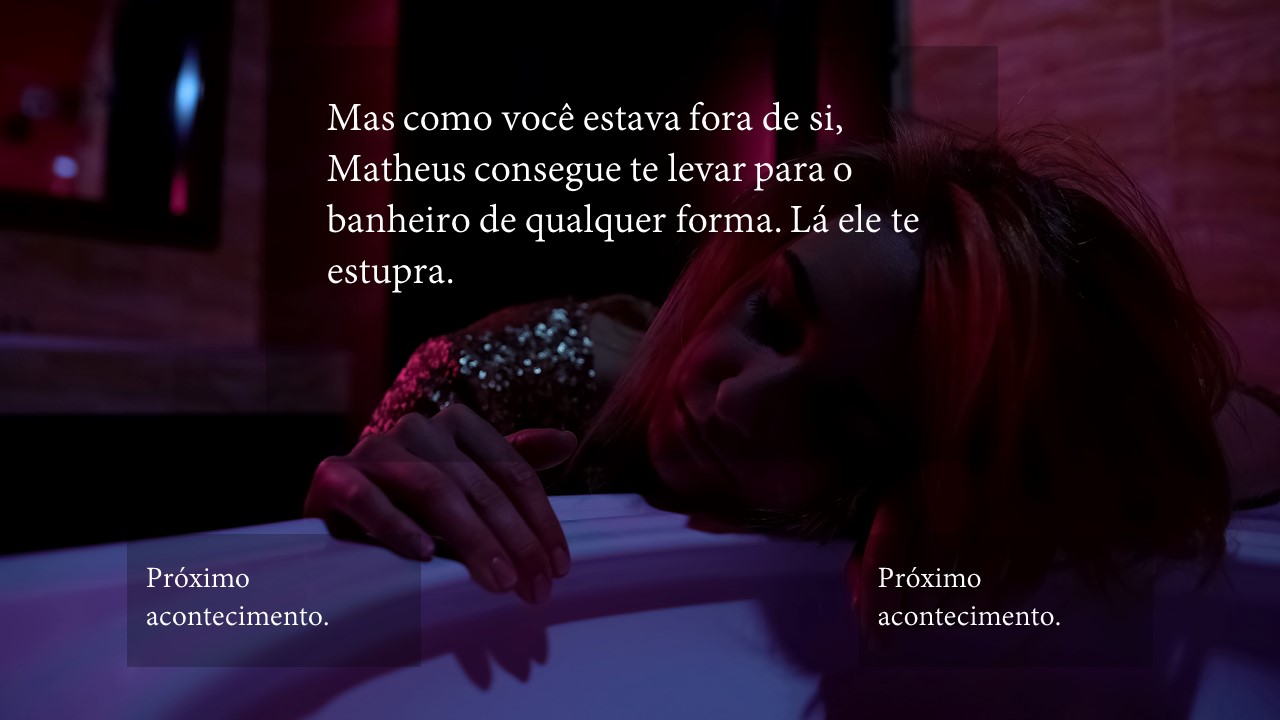 Mas como você estava fora de si,
Matheus consegue te levar para o
banheiro de qualquer forma. Lá ele te
estupra.
Próximo
acontecimento.
Próximo
acontecimento.